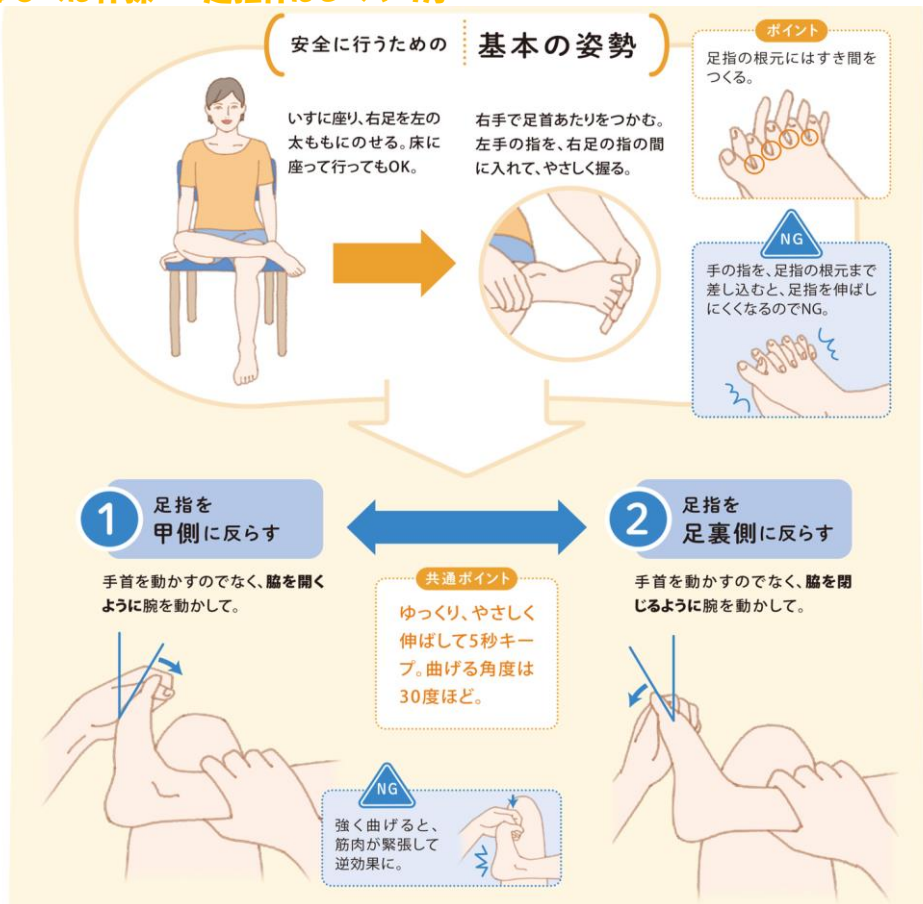 安全に行うための 基本の姿勢
いすに座り、右足を左の
太ももにのせる。床に
座って行ってもOK。
右手で足首あたりをつかむ。
左手の指を、右足の指の間
に入れて、やさしく握る。
ポイント
足指の根元にはすき間を
つくる。
NG
手の指を、足指の根元まで
差し込むと、足指を伸ばし
にくくなるのでNG。
1
足指を
甲側に反らす
手首を動かすのでなく、脇を開く
ように腕を動かして。
共通ポイント
ゆっくり、やさしく
伸ばして5秒キー
プ。曲げる角度は
30度ほど。
2
足指を
足裏側に反らす
手首を動かすのでなく、脇を閉
じるように腕を動かして。
NG
強く曲げると、
筋肉が緊張して
逆効果に。